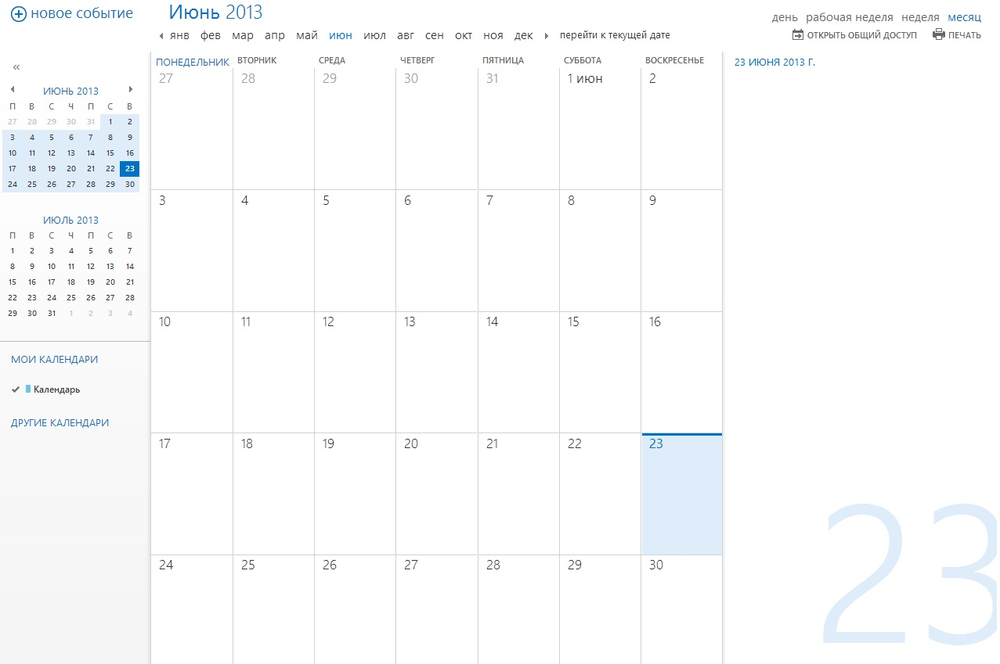 новое событие
«
ИЮНЬ 2013
П В С Ч П С В
27 28 29 30 31 1 2
3 4 5 6 7 8 9
10 11 12 13 14 15 16
17 18 19 20 21 22 23
24 25 26 27 28 29 30
ИЮЛЬ 2013
П В С Ч П С В
1 2 3 4 5 6 7
8 9 10 11 12 13 14
15 16 17 18 19 20 21
22 23 24 25 26 27 28
29 30 31 1 2 3 4
МОИ КАЛЕНДАРИ
Календарь
ДРУГИЕ КАЛЕНДАРИ
Июнь 2013
янв фев мар апр май июн июл авг сен окт ноя дек перейти к текущей дате
день рабочая неделя неделя месяц
ОТКРЫТЬ ОБЩИЙ ДОСТУП ПЕЧАТЬ
ПОНЕДЕЛЬНИК ВТОРНИК СРЕДА ЧЕТВЕРГ ПЯТНИЦА СУББОТА ВОСКРЕСЕНЬЕ
27 28 29 30 31 1 июн 2
3 4 5 6 7 8 9
10 11 12 13 14 15 16
17 18 19 20 21 22 23
24 25 26 27 28 29 30
23 ИЮНЯ 2013 Г.
23